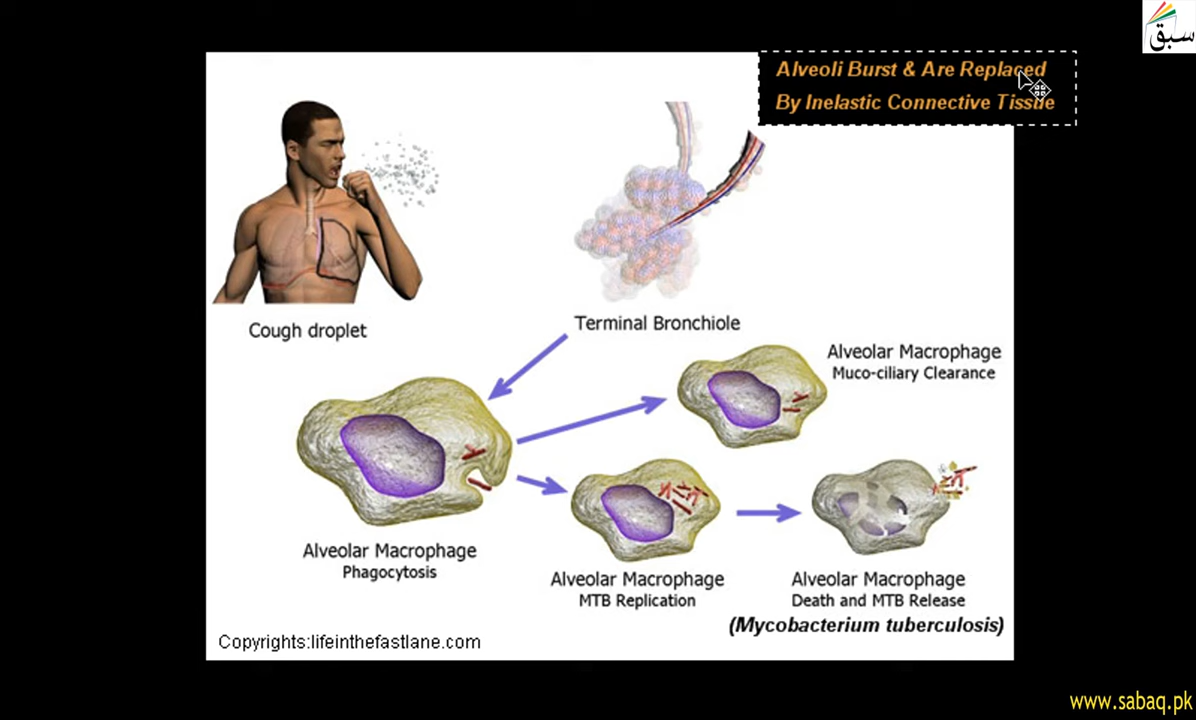 سبق
Alveoli Burst & Are Replaced
By Inelastic Connective Tissue
Cough droplet
Terminal Bronchiole
Alveolar Macrophage
Muco-ciliary Clearance
Alveolar Macrophage
Phagocytosis
Alveolar Macrophage
MTB Replication
Alveolar Macrophage
Death and MTB Release
(Mycobacterium tuberculosis)
Copyrights:lifeinthefastlane.com
www.sabaq.pk